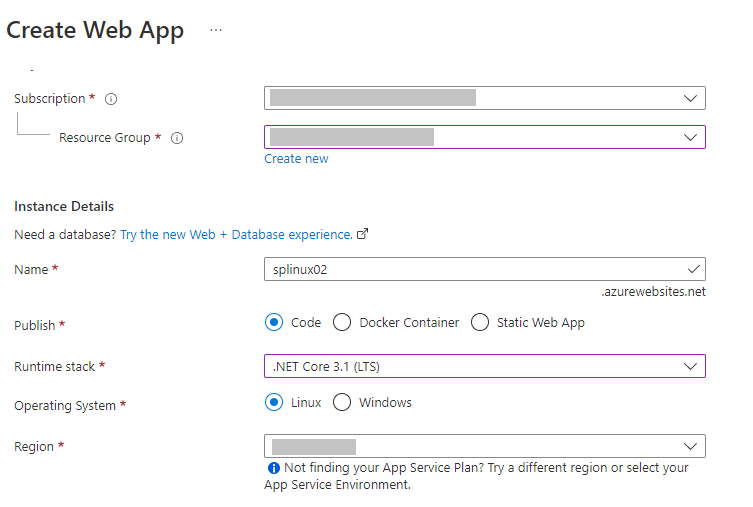 Create Web App ...
Subscription *
Resource Group *
Create new
Instance Details
Need a database? Try the new Web + Database experience.
Name * splinux02
.azurewebsites.net
Publish * Code Docker Container Static Web App
Runtime stack * .NET Core 3.1 (LTS)
Operating System * Linux Windows
Region *
Not finding your App Service Plan? Try a different region or select your
App Service Environment.